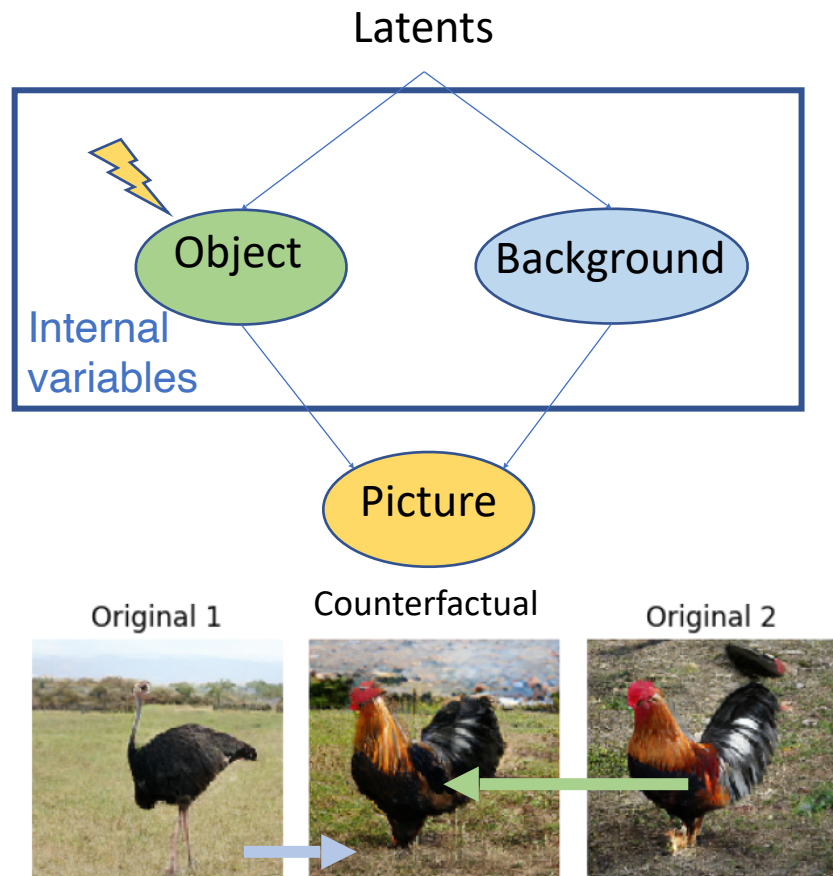 Latents
Object
Background
Internal
variables
Picture
Original 1
Counterfactual
Original 2